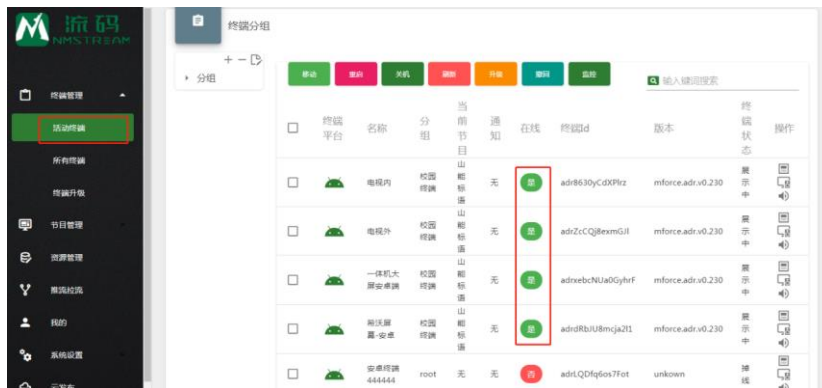 流码
NMSTREAM
终端管理
活动终端
所有终端
终端升级
节目管理
资源管理
推流拉流
我的
系统设置
云发布
终端分组
分组
移动 重启 关机 刷新 升级 撤回 监控 输入键词搜索
终端平台 名称 分组 当前节目 通知 在线 终端Id 版本 终端状态 操作
电视内 校园终端 山能标语 无 是 adr8630yCdXPlrz mforce.adr.v0.230 展示中
电视外 校园终端 山能标语 无 是 adrZcCQj8exmGJl mforce.adr.v0.230 展示中
一体机大屏安卓端 校园终端 山能标语 无 是 adrxebcNUa0GyhrF mforce.adr.v0.230 展示中
希沃屏幕-安卓 校园终端 山能标语 无 是 adrdRbJU8mcja2l1 mforce.adr.v0.230 展示中
安卓终端444444 root 无 无 否 adrLQDfq6os7Fot unkown 掉线